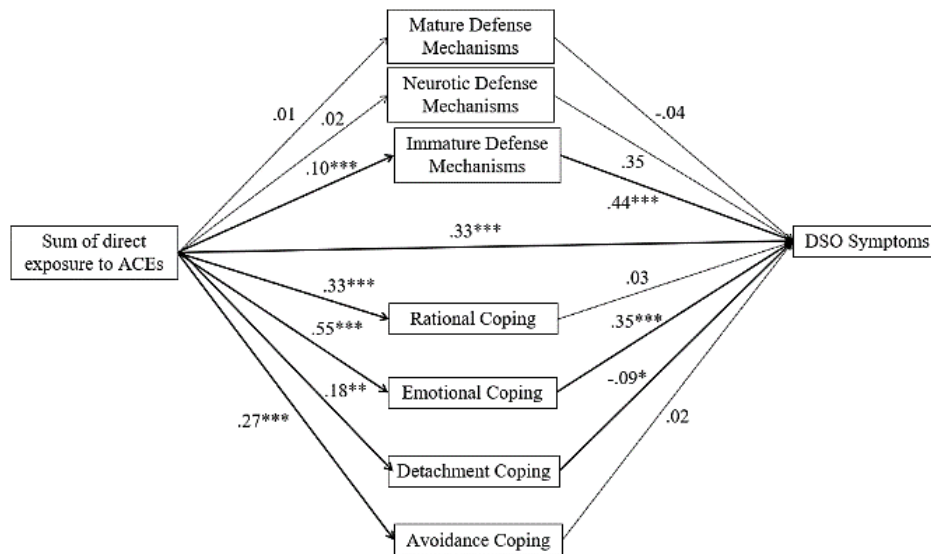 Mature Defense
Mechanisms
Neurotic Defense
Mechanisms
.01
.02
-.04
Immature Defense
Mechanisms
.10***
.35
.44***
Sum of direct
exposure to ACEs
.33***
DSO Symptoms
.33***
Rational Coping
.03
.55***
.35***
Emotional Coping
.18**
-.09*
.27***
.02
Detachment Coping
Avoidance Coping